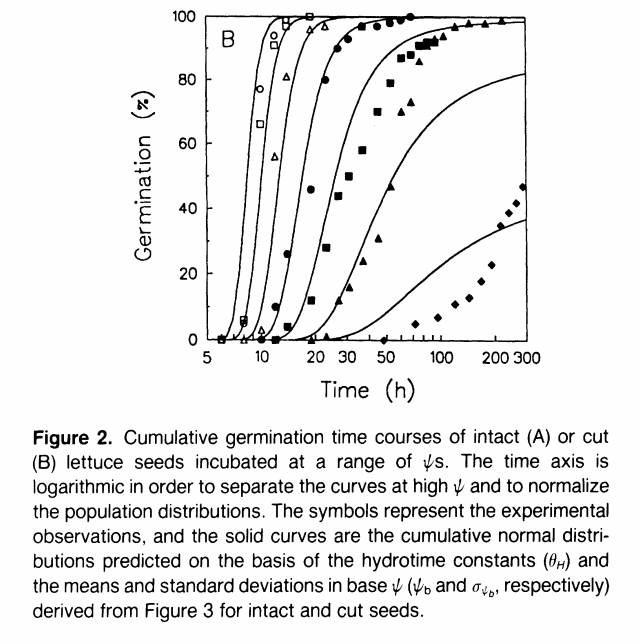 100
B
80
60
40
20
0
Germination (%)
5 10 20 30 50 100 200 300
Time (h)
Figure 2. Cumulative germination time courses of intact (A) or cut
(B) lettuce seeds incubated at a range of ψs. The time axis is
logarithmic in order to separate the curves at high ψ and to normalize
the population distributions. The symbols represent the experimental
observations, and the solid curves are the cumulative normal distri-
butions predicted on the basis of the hydrotime constants (θH) and
the means and standard deviations in base ψ (ψb and σψb, respectively)
derived from Figure 3 for intact and cut seeds.